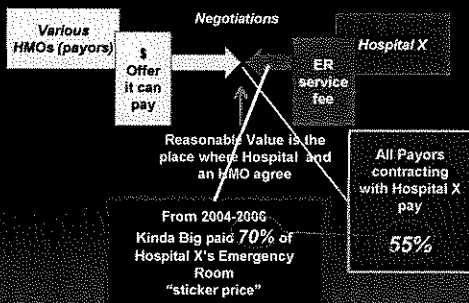 Negotiations
Various
HMOs (payors)
$
Offer
it can
pay
ER
service
fee
Hospital X
Reasonable Value is the
place where Hospital and
an HMO agree
All Payors
contracting
with Hospital X
pay
55%
From 2004-2006
Kinda Big paid 70% of
Hospital X's Emergency
Room
"sticker price"